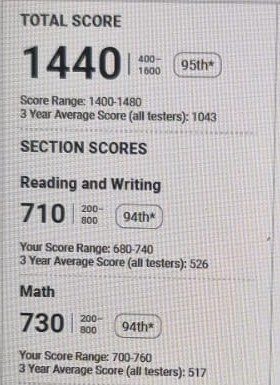 TOTAL SCORE
1440 | 400-1600 95th*
Score Range: 1400-1480
3 Year Average Score (all testers): 1043
SECTION SCORES
Reading and Writing
710 | 200-800 94th*
Your Score Range: 680-740
3 Year Average Score (all testers): 526
Math
730 | 200-800 94th*
Your Score Range: 700-760
3 Year Average Score (all testers): 517